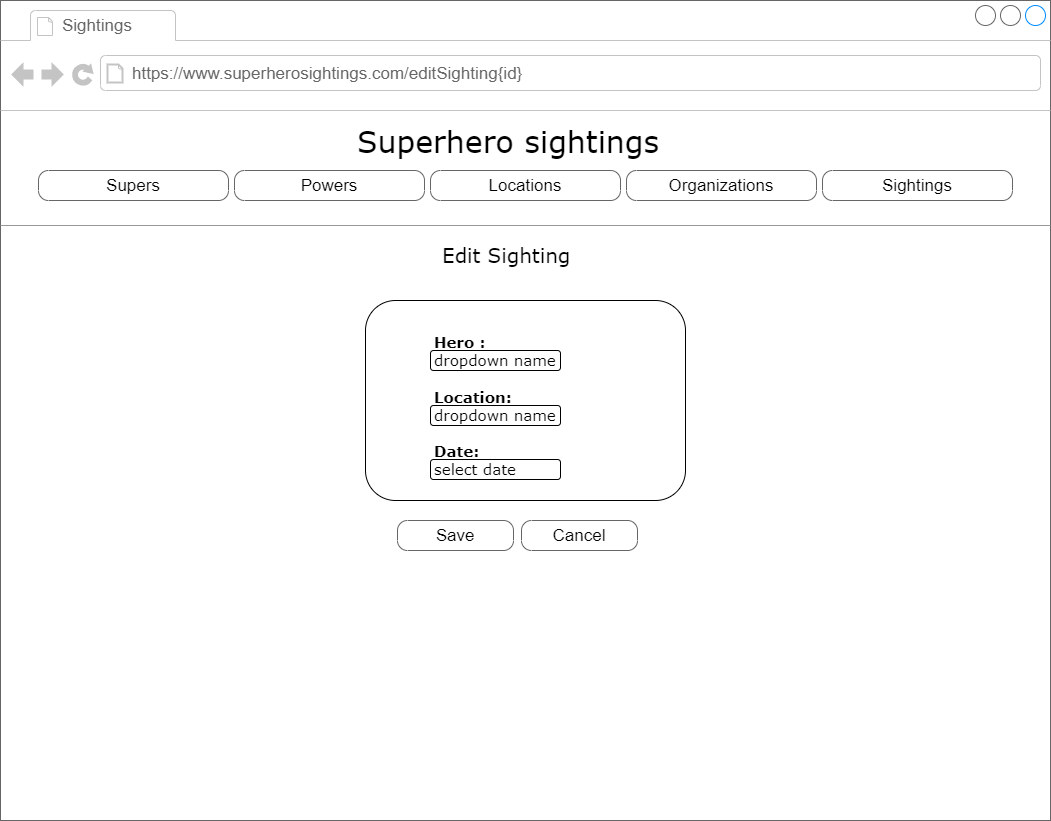 Sightings
https://www.superherosightings.com/editSighting{id}
Superhero sightings
Supers Powers Locations Organizations Sightings
Edit Sighting
Hero :
dropdown name
Location:
dropdown name
Date:
select date
Save Cancel